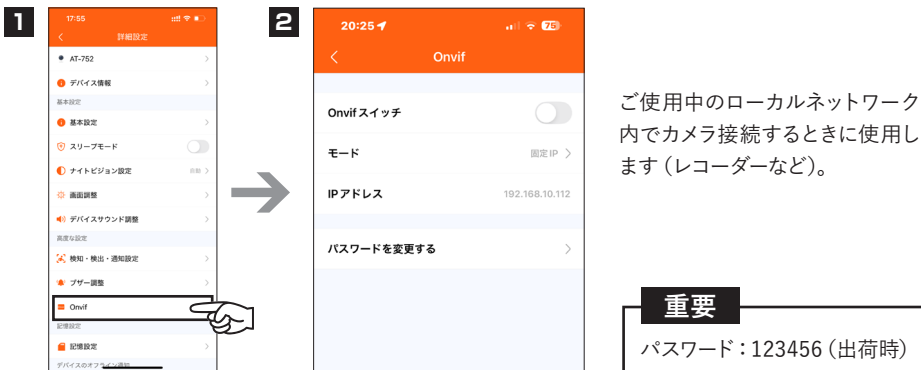 1
17:55
詳細設定
AT-752
デバイス情報
基本設定
基本設定
スリープモード
ナイトビジョン設定 自動
画面調整
デバイスサウンド調整
高度な設定
検知・検出・通知設定
ブザー調整
Onvif
記憶設定
記憶設定
デバイスのオフライン通知
2
20:25 75
Onvif
Onvifスイッチ
モード 固定IP
IPアドレス 192.168.10.112
パスワードを変更する
ご使用中のローカルネットワーク
内でカメラ接続するときに使用し
ます（レコーダーなど）。
重要
パスワード：123456（出荷時）